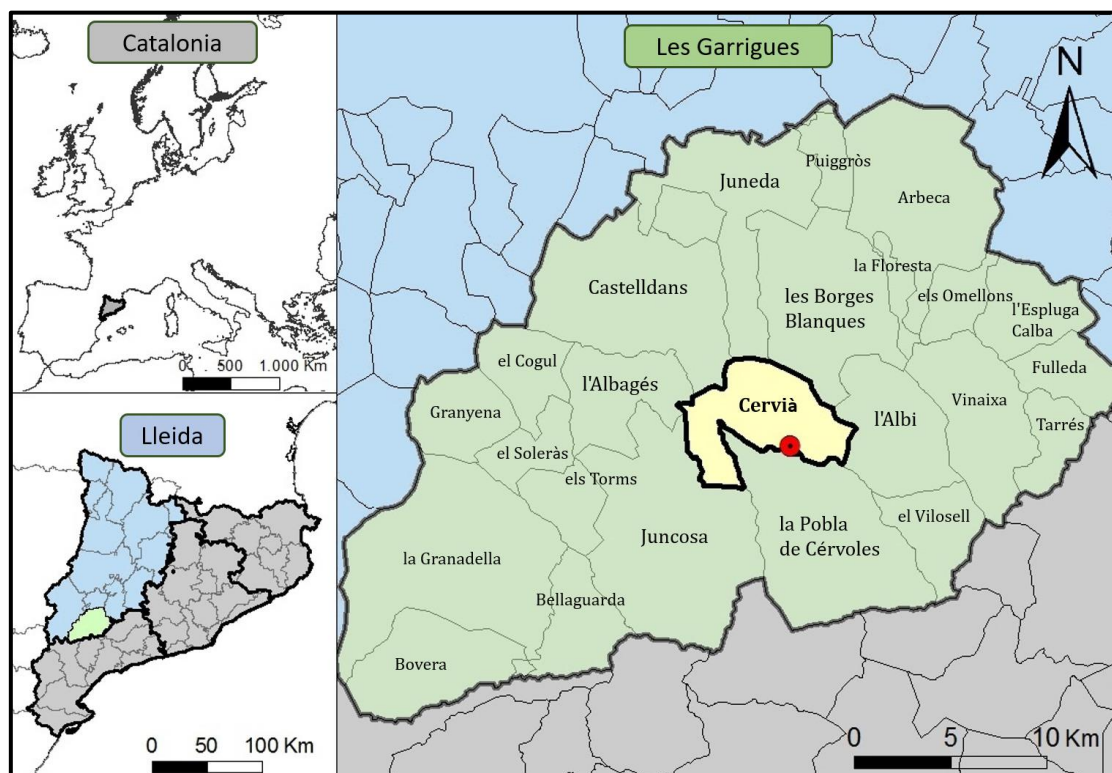 Catalonia
0 500 1.000 Km
Lleida
0 50 100 Km
Les Garrigues
N
Puiggròs
Juneda
Arbeca
la Floresta
Castelldans
les Borges
Blanques
els Omellons
l'Espluga
Calba
el Cogul
l'Albagés
Fulleda
Granyena
Cervià
l'Albi
Vinaixa
Tarrés
el Soleràs
els Torms
la Granadella
Juncosa
la Pobla
de Cérvoles
el Vilosell
Bellaguarda
Bovera
0 5 10 Km